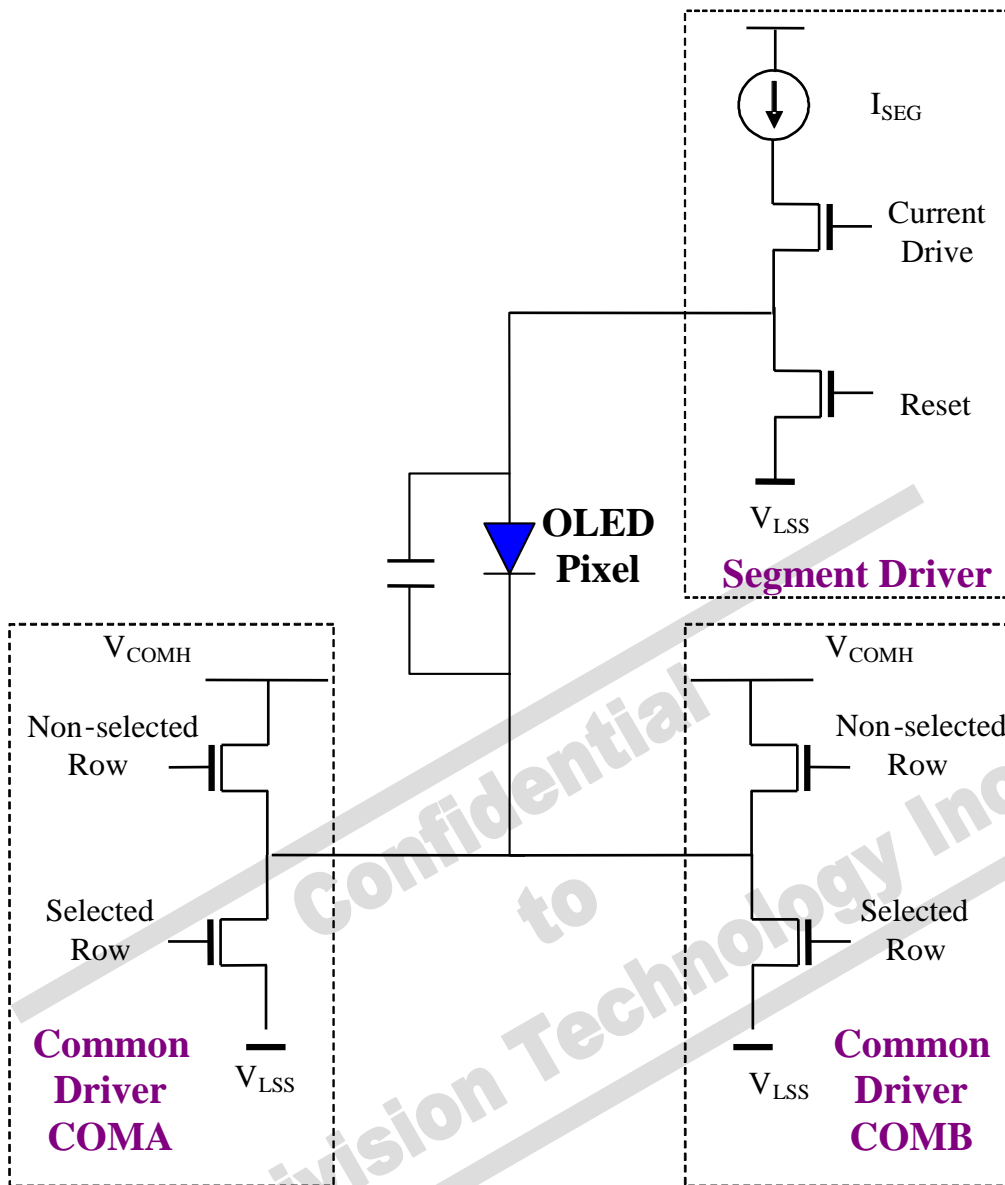 I_SEG
Current
Drive
Reset
V_LSS
Segment Driver
OLED
Pixel
V_COMH
Non-selected
Row
Selected
Row
V_LSS
Common
Driver
COMA
V_COMH
Non-selected
Row
Selected
Row
V_LSS
Common
Driver
COMB
Confidential
to
Technology Inc